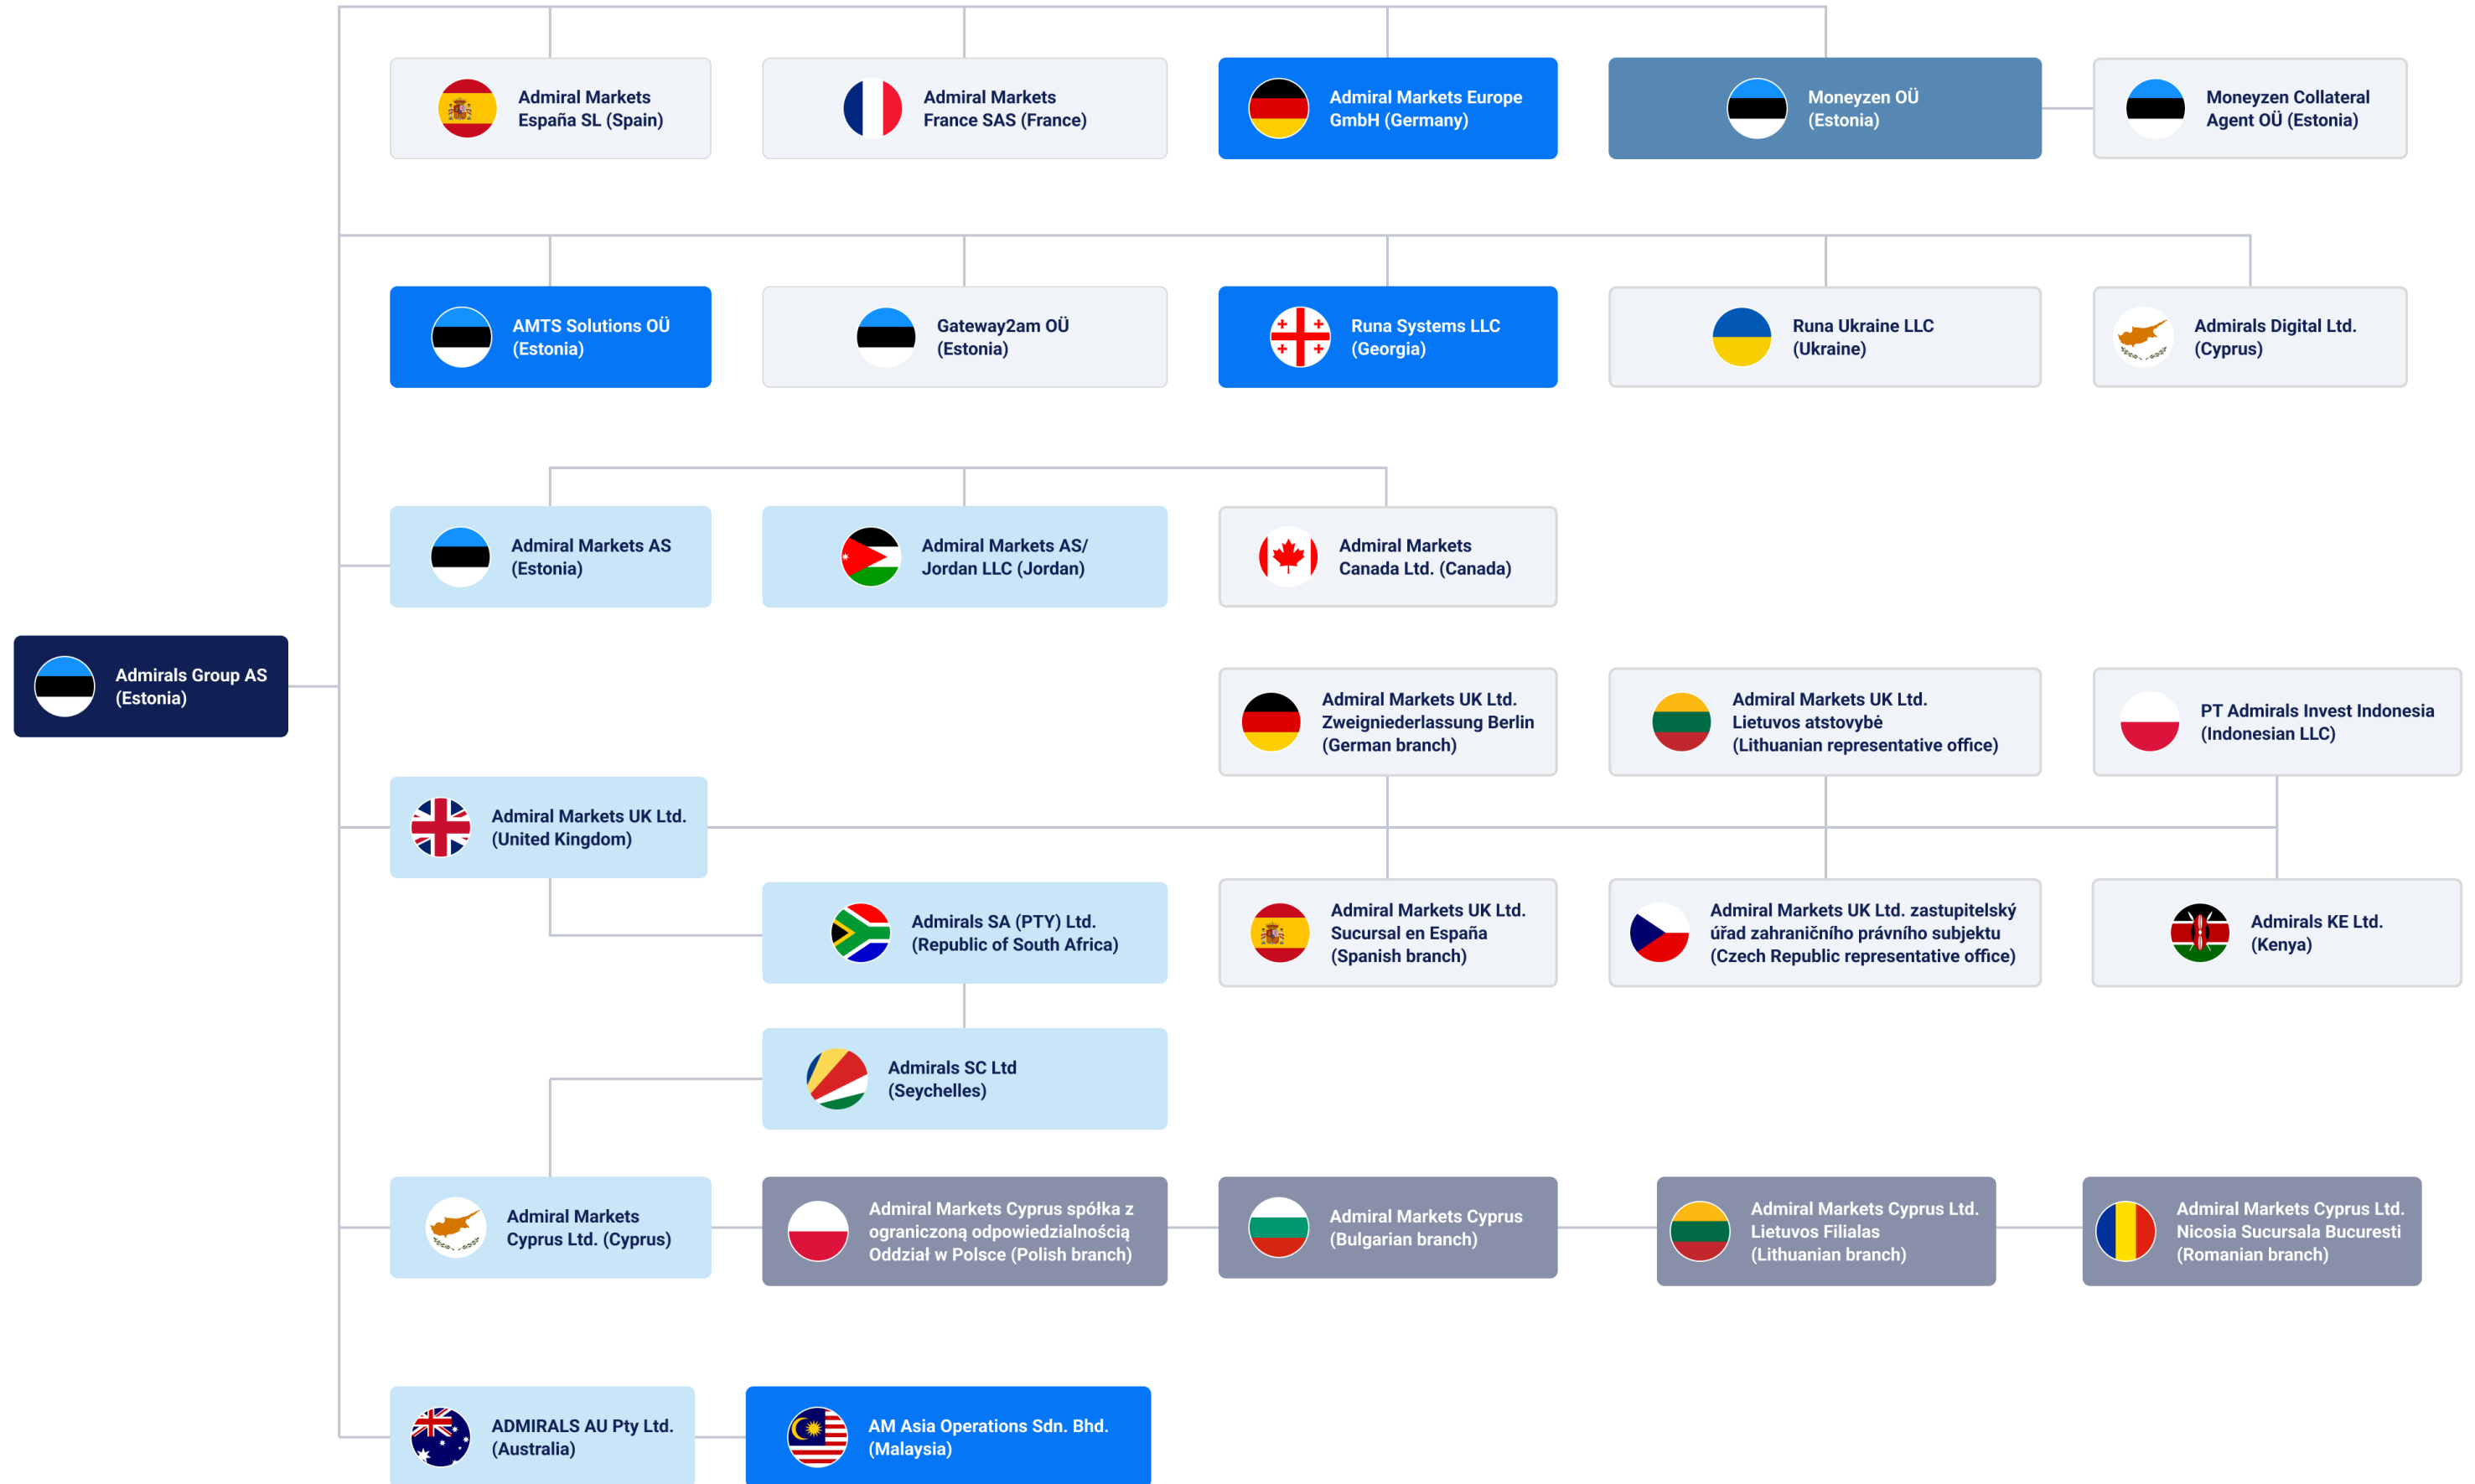 Admiral Markets
España SL (Spain)
Admiral Markets
France SAS (France)
Admiral Markets Europe
GmbH (Germany)
Moneyzen OÜ
(Estonia)
Moneyzen Collateral
Agent OÜ (Estonia)
AMTS Solutions OÜ
(Estonia)
Gateway2am OÜ
(Estonia)
Runa Systems LLC
(Georgia)
Runa Ukraine LLC
(Ukraine)
Admirals Digital Ltd.
(Cyprus)
Admiral Markets AS
(Estonia)
Admiral Markets AS/
Jordan LLC (Jordan)
Admiral Markets
Canada Ltd. (Canada)
Admirals Group AS
(Estonia)
Admiral Markets UK Ltd.
Zweigniederlassung Berlin
(German branch)
Admiral Markets UK Ltd.
Lietuvos atstovybė
(Lithuanian representative office)
PT Admirals Invest Indonesia
(Indonesian LLC)
Admiral Markets UK Ltd.
(United Kingdom)
Admirals SA (PTY) Ltd.
(Republic of South Africa)
Admiral Markets UK Ltd.
Sucursal en España
(Spanish branch)
Admiral Markets UK Ltd. zastupitelský
úřad zahraničního právního subjektu
(Czech Republic representative office)
Admirals KE Ltd.
(Kenya)
Admirals SC Ltd
(Seychelles)
Admiral Markets
Cyprus Ltd. (Cyprus)
Admiral Markets Cyprus spółka z
ograniczoną odpowiedzialnością
Oddział w Polsce (Polish branch)
Admiral Markets Cyprus
(Bulgarian branch)
Admiral Markets Cyprus Ltd.
Lietuvos Filialas
(Lithuanian branch)
Admiral Markets Cyprus Ltd.
Nicosia Sucursala Bucuresti
(Romanian branch)
ADMIRALS AU Pty Ltd.
(Australia)
AM Asia Operations Sdn. Bhd.
(Malaysia)